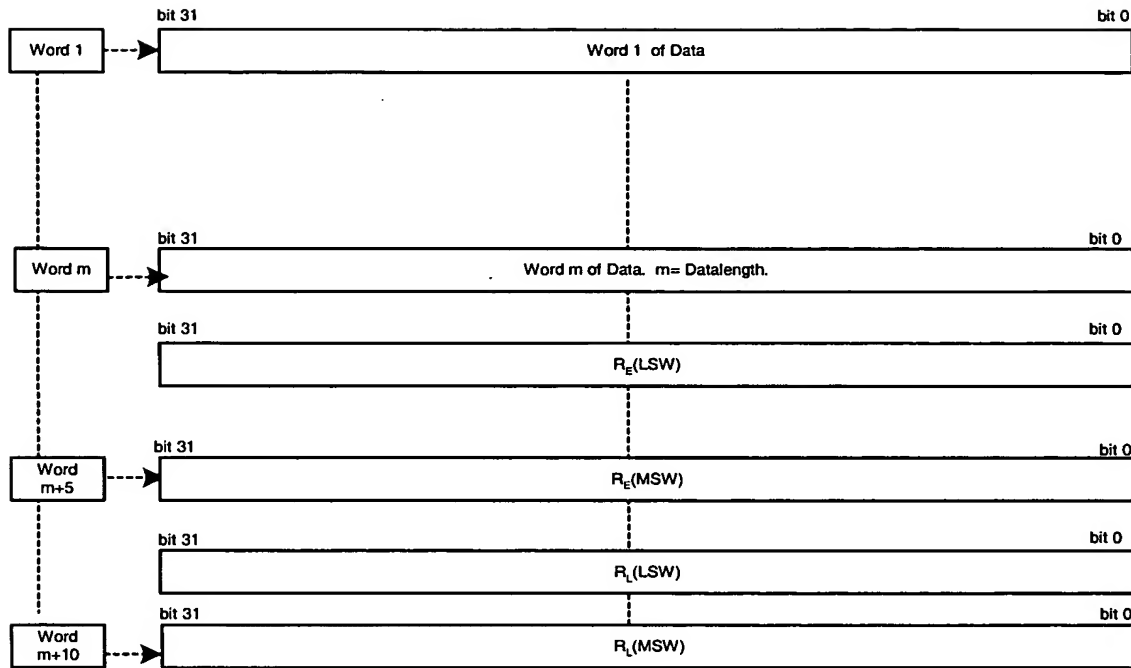 bit 31 bit 0
Word 1 Word 1 of Data
bit 31 bit 0
Word m Word m of Data. m= Datalength.
bit 31 bit 0
R_E(LSW)
bit 31 bit 0
Word
m+5
R_E(MSW)
bit 31 bit 0
R_L(LSW)
bit 31 bit 0
Word
m+10
R_L(MSW)